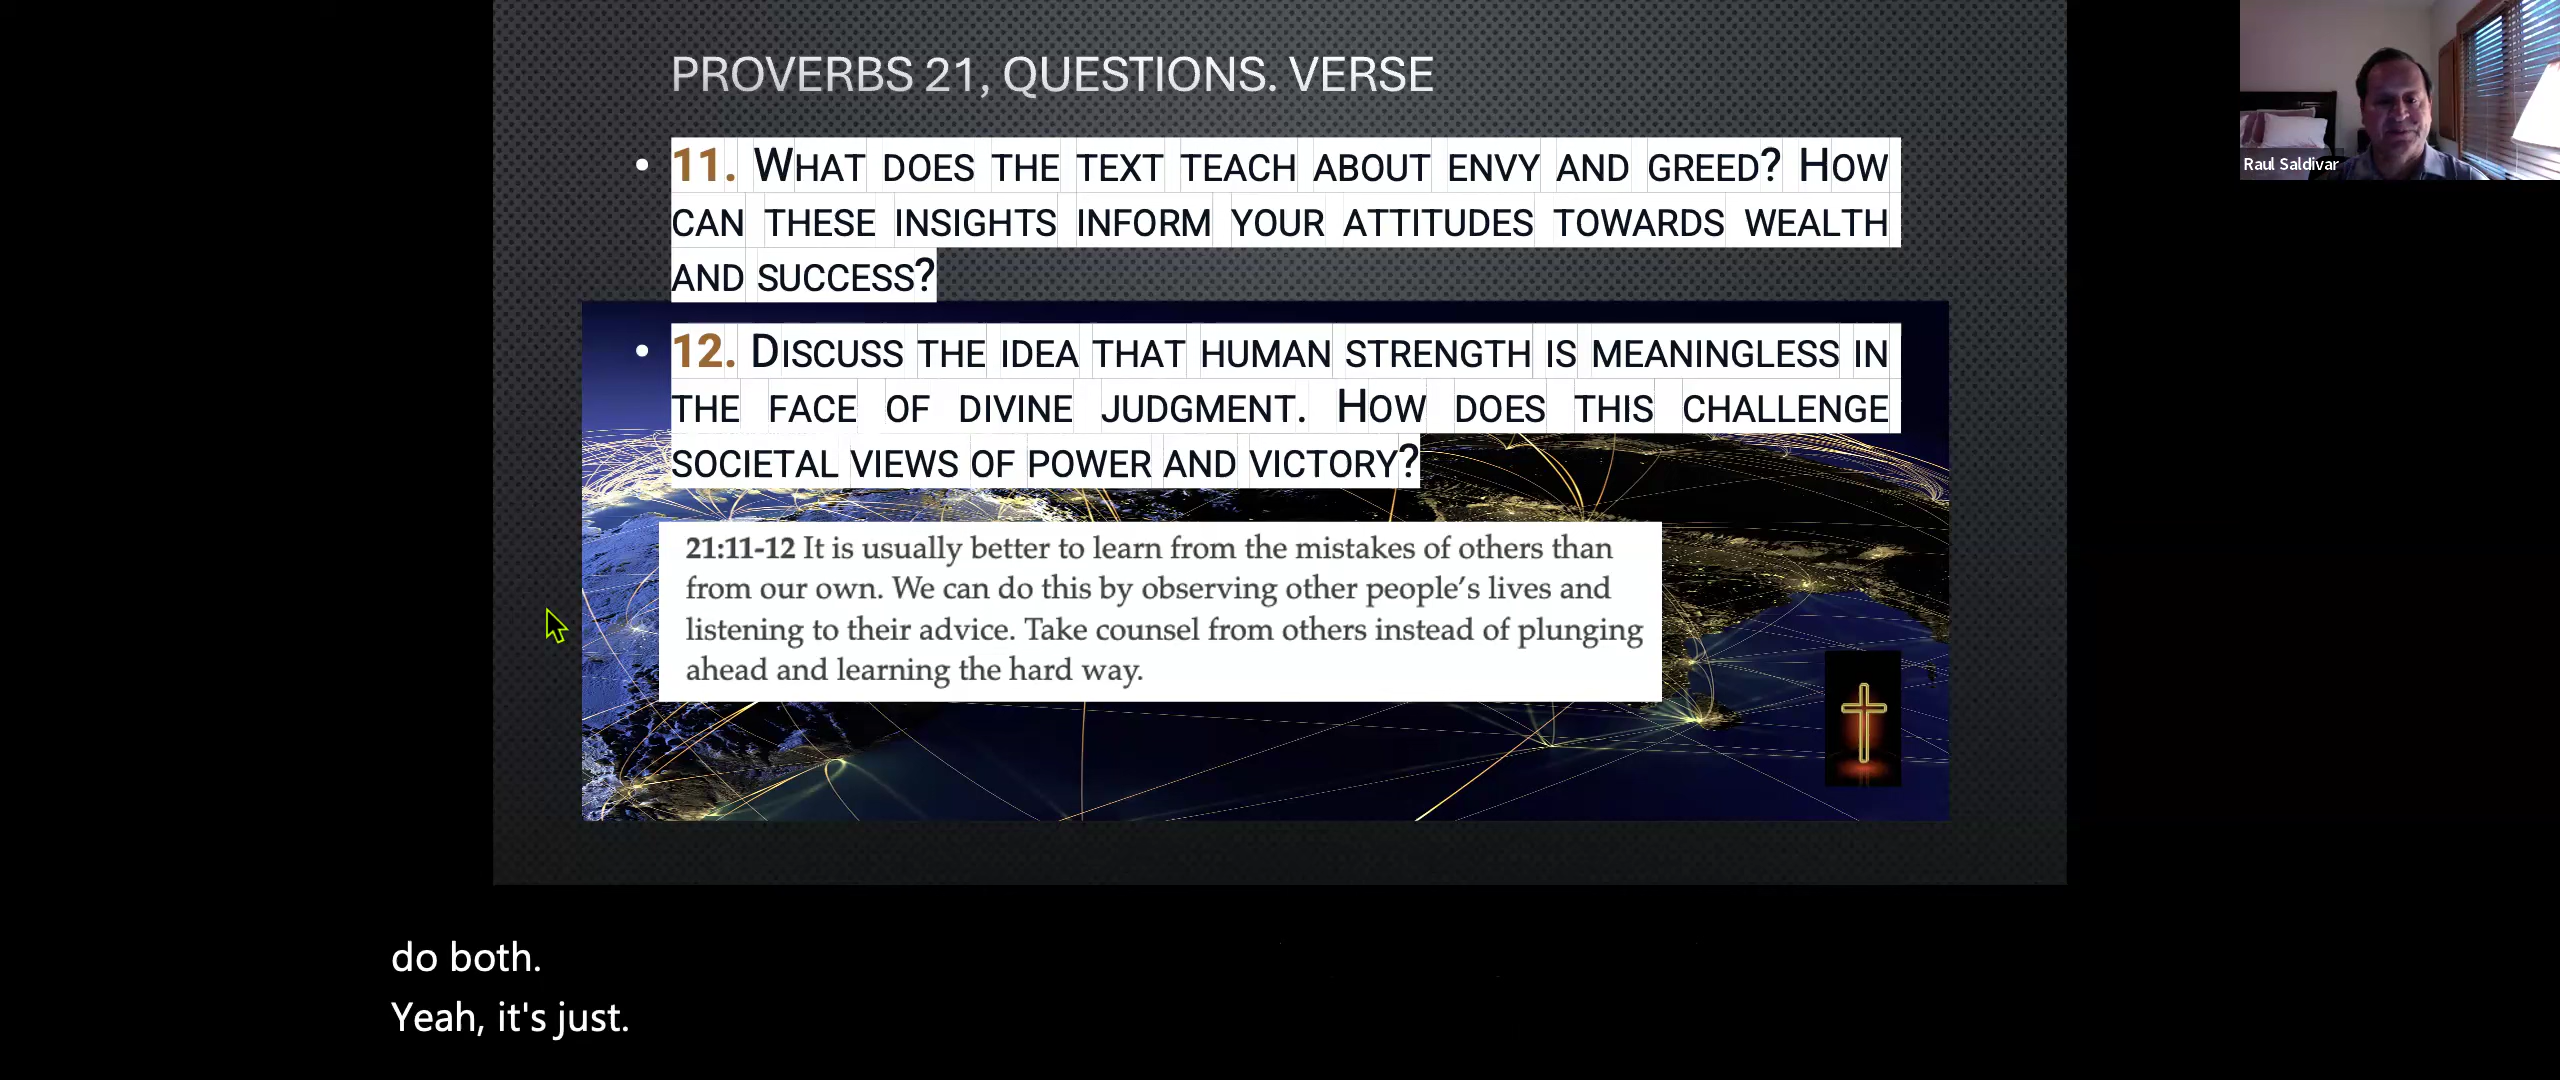 PROVERBS 21, QUESTIONS. VERSE
• 11. WHAT DOES THE TEXT TEACH ABOUT ENVY AND GREED? HOW
CAN THESE INSIGHTS INFORM YOUR ATTITUDES TOWARDS WEALTH
AND SUCCESS?
• 12. DISCUSS THE IDEA THAT HUMAN STRENGTH IS MEANINGLESS IN
THE FACE OF DIVINE JUDGMENT. HOW DOES THIS CHALLENGE
SOCIETAL VIEWS OF POWER AND VICTORY?
21:11-12 It is usually better to learn from the mistakes of others than
from our own. We can do this by observing other people's lives and
listening to their advice. Take counsel from others instead of plunging
ahead and learning the hard way.
Raul Saldivar
do both.
Yeah, it's just.